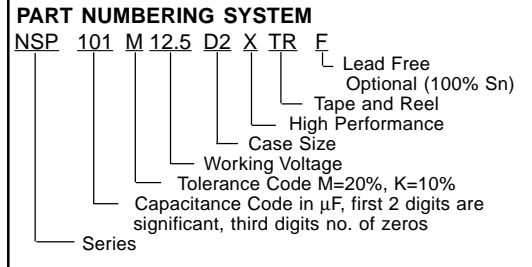 PART NUMBERING SYSTEM
NSP 101 M 12.5 D2 X TR F
Lead Free
Optional (100% Sn)
Tape and Reel
High Performance
Case Size
Working Voltage
Tolerance Code M=20%, K=10%
Capacitance Code in μF, first 2 digits are
significant, third digits no. of zeros
Series